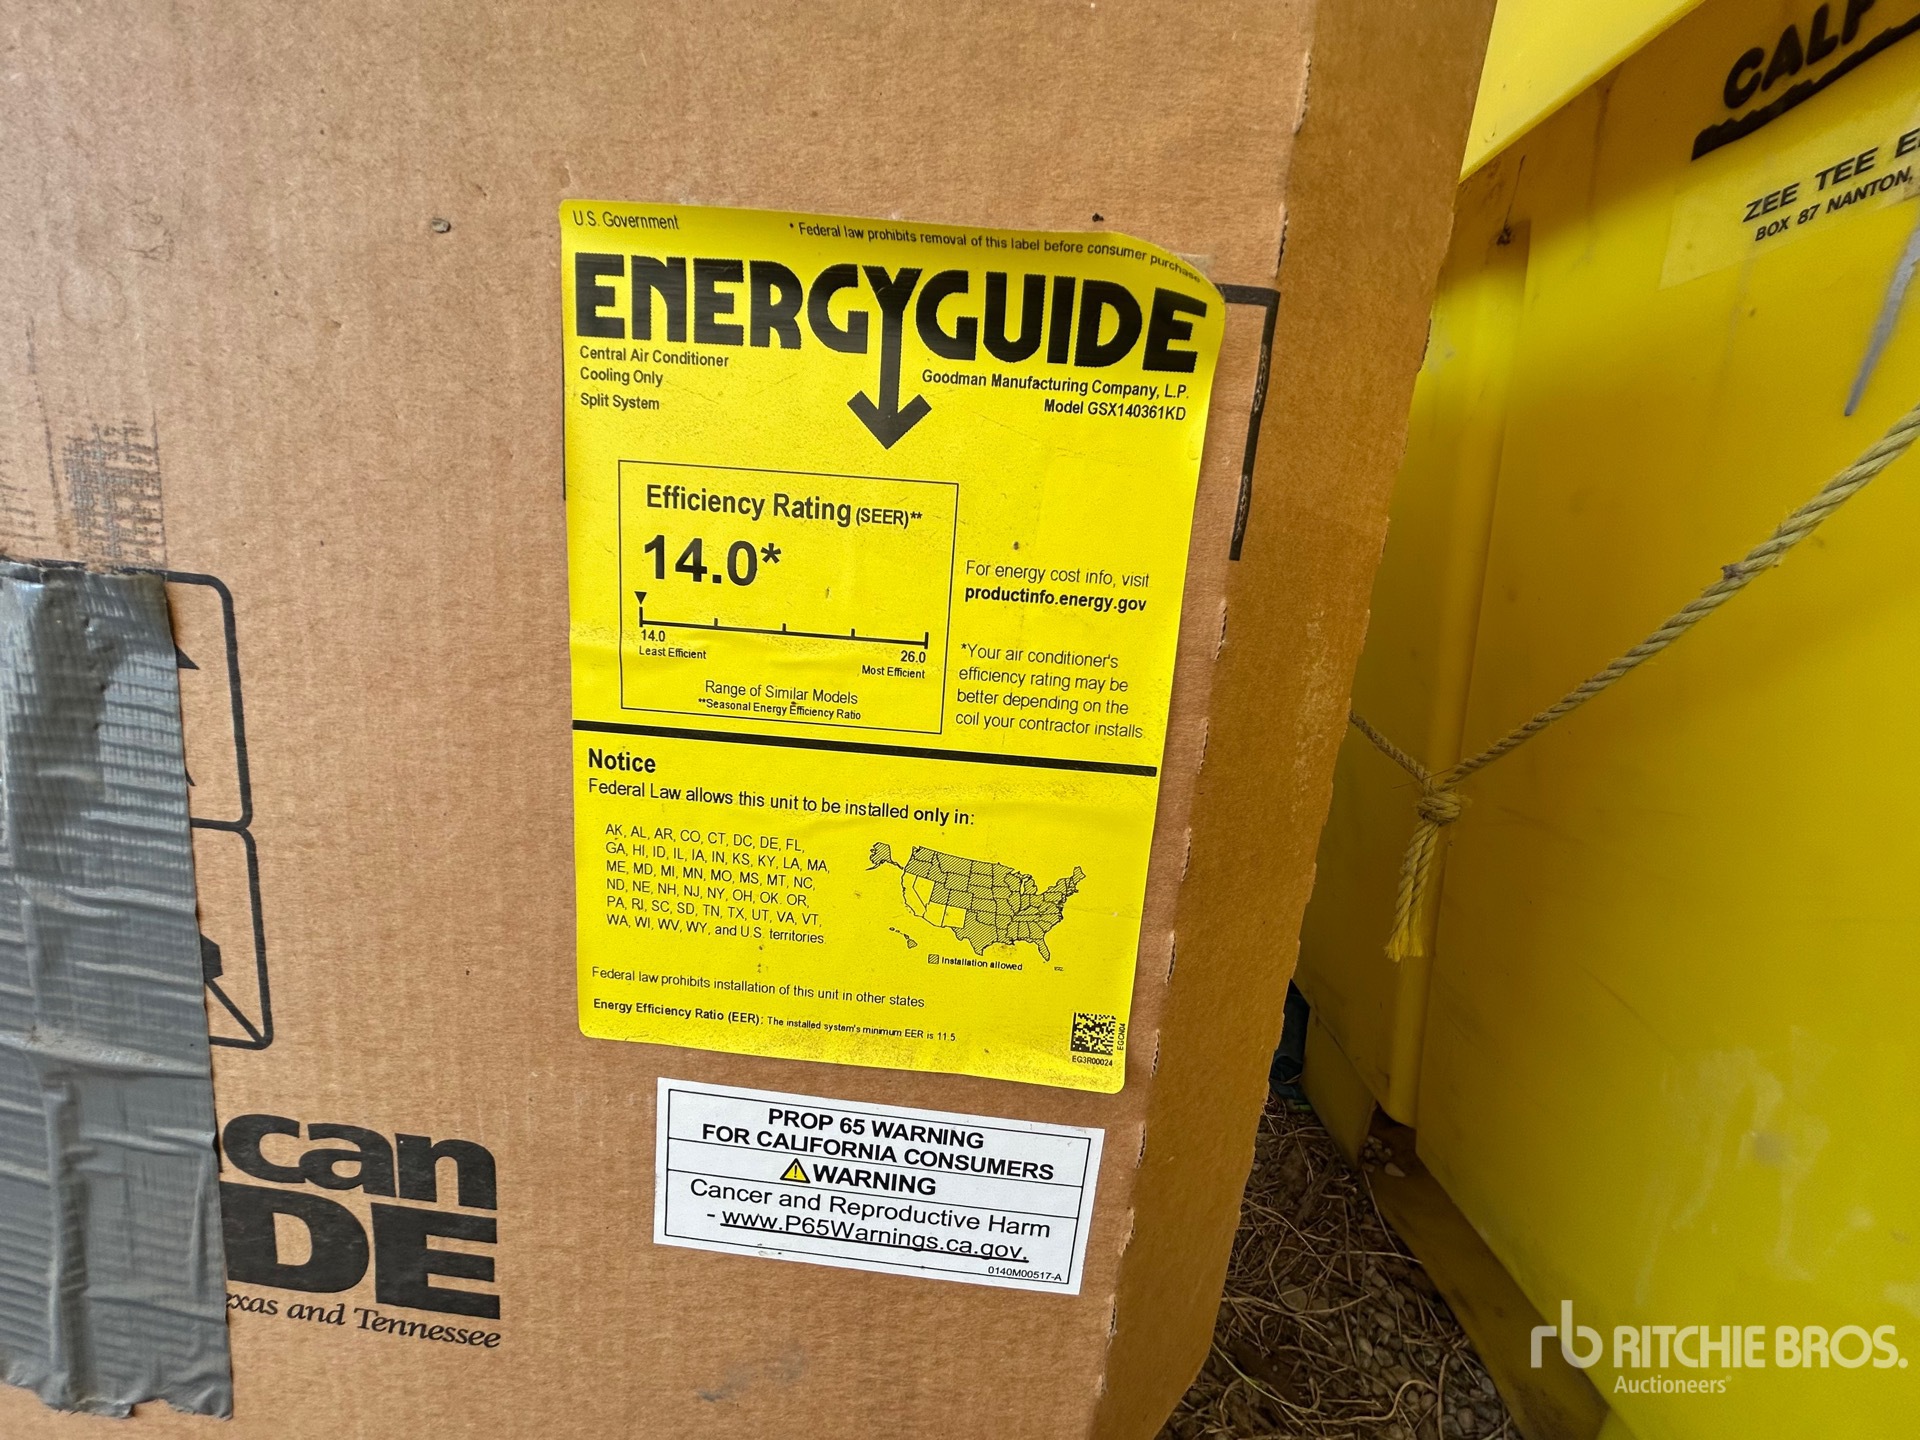 U.S. Government
* Federal law prohibits removal of this label before consumer purchase
ENERGYGUIDE
Central Air Conditioner
Cooling Only
Split System
Goodman Manufacturing Company, L.P.
Model GSX140361KD
Efficiency Rating (SEER)**
14.0*
14.0
Least Efficient
26.0
Most Efficient
Range of Similar Models
**Seasonal Energy Efficiency Ratio
For energy cost info, visit
productinfo.energy.gov
*Your air conditioner's
efficiency rating may be
better depending on the
coil your contractor installs
Notice
Federal Law allows this unit to be installed only in:
AK, AL, AR, CO, CT, DC, DE, FL,
GA, HI, ID, IL, IA, IN, KS, KY, LA, MA,
ME, MD, MI, MN, MO, MS, MT, NC,
ND, NE, NH, NJ, NY, OH, OK, OR,
PA, RI, SC, SD, TN, TX, UT, VA, VT,
WA, WI, WV, WY, and U.S. territories.
Installation allowed
Federal law prohibits installation of this unit in other states
Energy Efficiency Ratio (EER): The installed system's minimum EER is 11.5
EG3R00024
EGCN04
PROP 65 WARNING
FOR CALIFORNIA CONSUMERS
WARNING
Cancer and Reproductive Harm
- www.P65Warnings.ca.gov.
0140M00517-A
can
DE
exas and Tennessee
CALF
ZEE TEE E
BOX 87 NANTON,
rb RITCHIE BROS.
Auctioneers